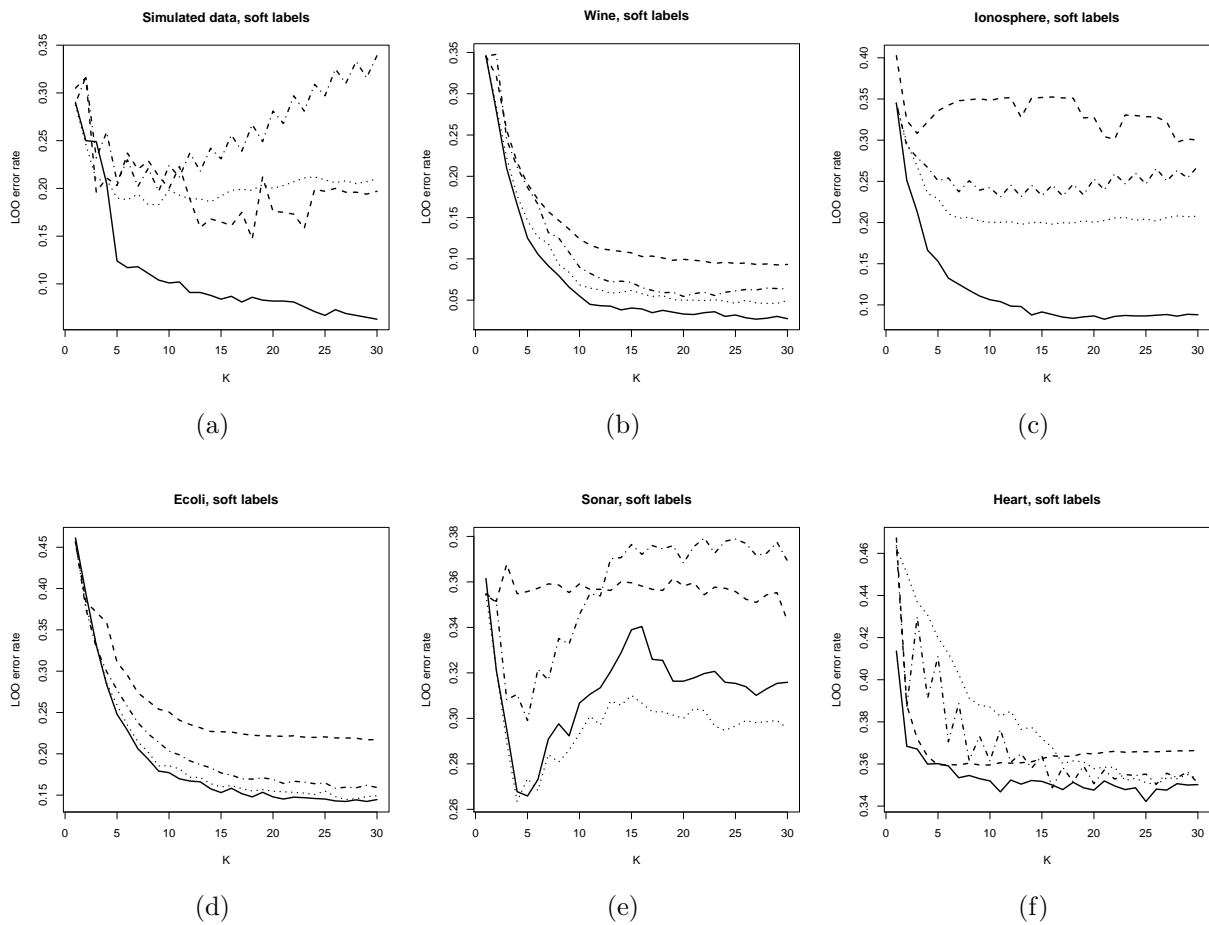 Simulated data, soft labels
LOO error rate
0.10 0.15 0.20 0.25 0.30 0.35
0 5 10 15 20 25 30
K
(a)
Wine, soft labels
LOO error rate
0.05 0.10 0.15 0.20 0.25 0.30 0.35
0 5 10 15 20 25 30
K
(b)
Ionosphere, soft labels
LOO error rate
0.10 0.15 0.20 0.25 0.30 0.35 0.40
0 5 10 15 20 25 30
K
(c)
Ecoli, soft labels
LOO error rate
0.15 0.20 0.25 0.30 0.35 0.40 0.45
0 5 10 15 20 25 30
K
(d)
Sonar, soft labels
LOO error rate
0.26 0.28 0.30 0.32 0.34 0.36 0.38
0 5 10 15 20 25 30
K
(e)
Heart, soft labels
LOO error rate
0.34 0.36 0.38 0.40 0.42 0.44 0.46
0 5 10 15 20 25 30
K
(f)